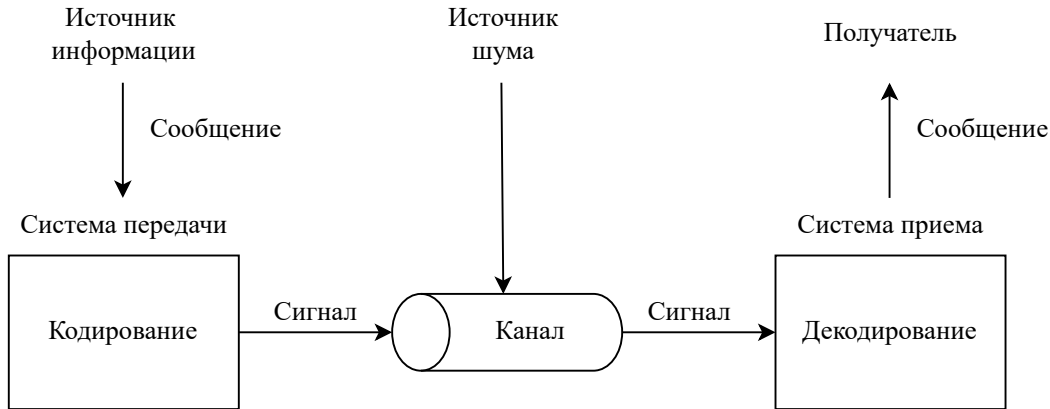 Источник
информации
Источник
шума
Получатель
Сообщение
Сообщение
Система передачи
Система приема
Кодирование
Сигнал
Канал
Сигнал
Декодирование